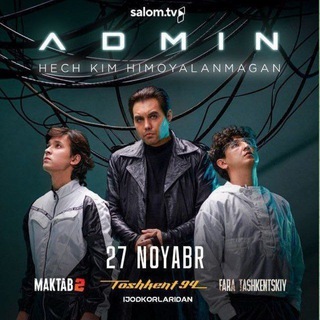 salom.tv
ADMIN
HECH KIM HIMOYALANMAGAN
27 NOYABR
MAKTAB 2 Toshkent 94 FARA TASHKENTSKIY
IJODKORLARIDAN